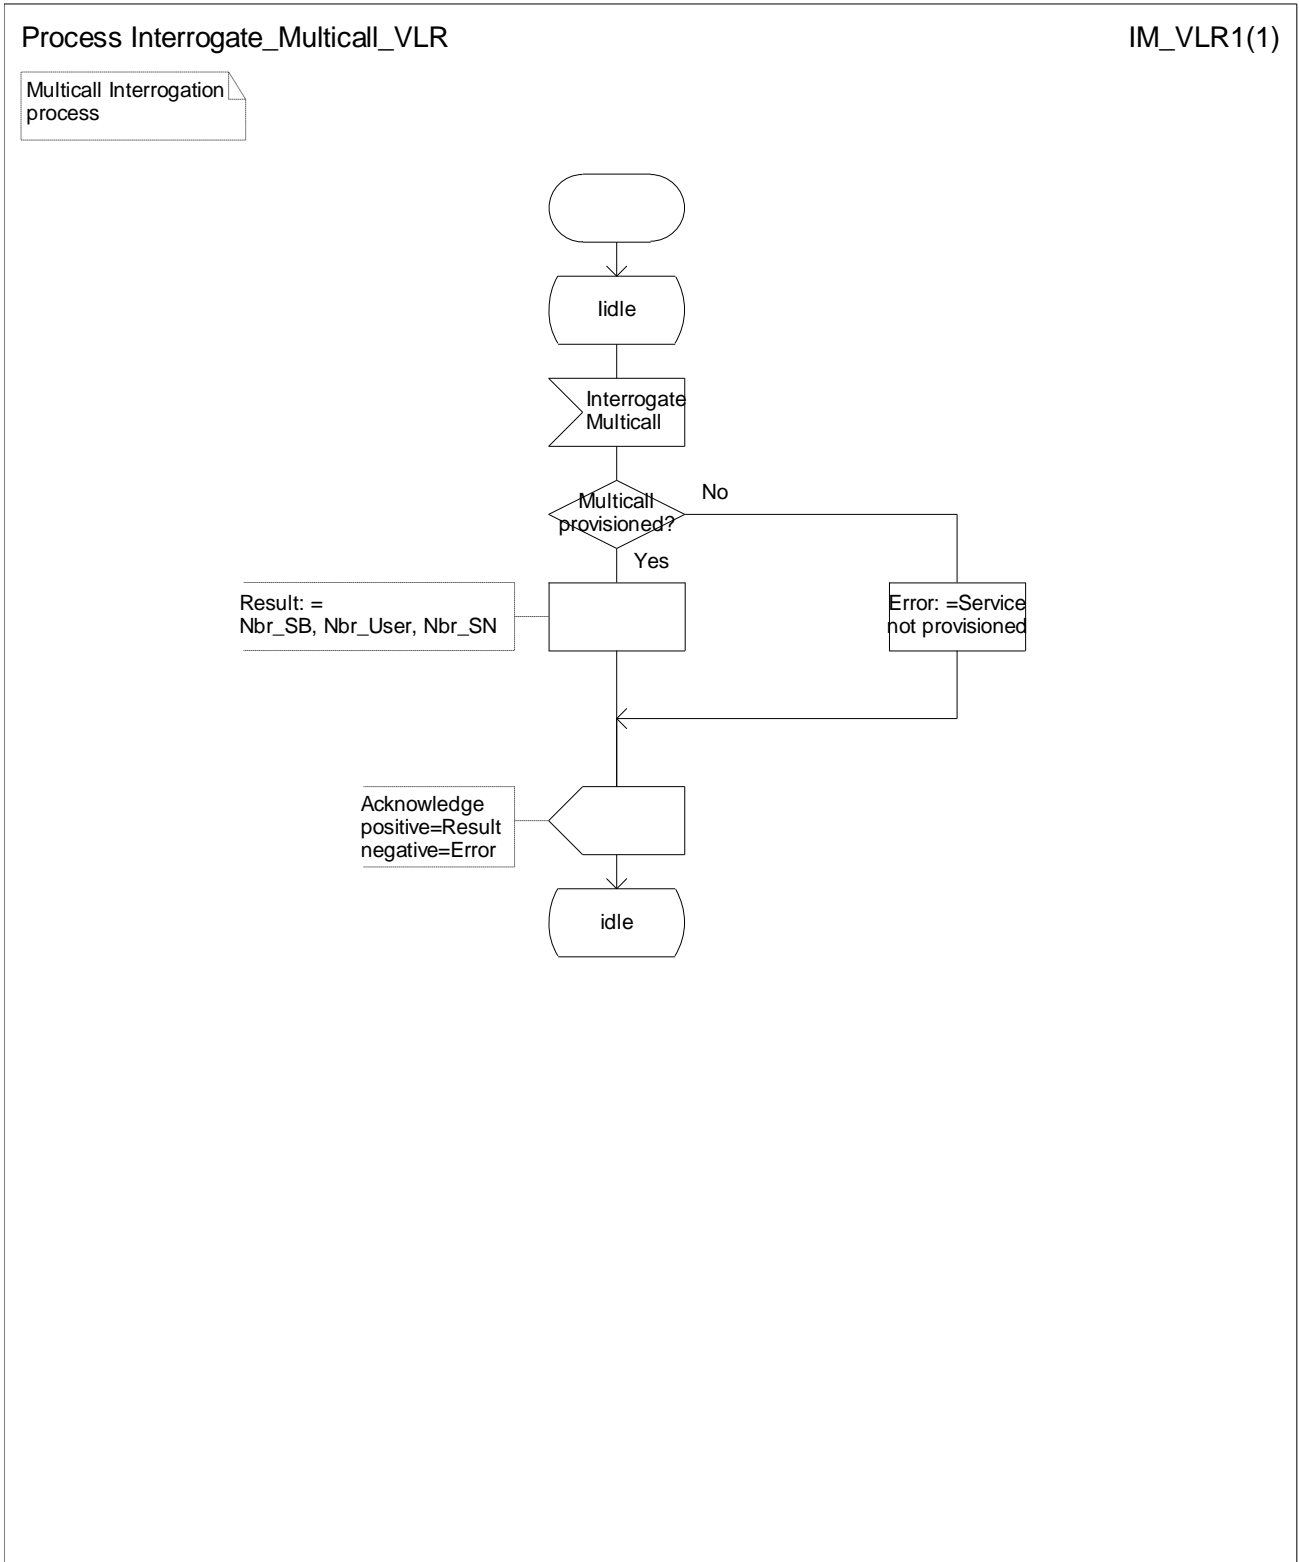 Process Interrogate_Multicall_VLR
IM_VLR1(1)
Multicall Interrogation
process
Iidle
Interrogate
Multicall
Multicall
provisioned?
No
Yes
Result: =
Nbr_SB, Nbr_User, Nbr_SN
Error: =Service
not provisioned
Acknowledge
positive=Result
negative=Error
idle